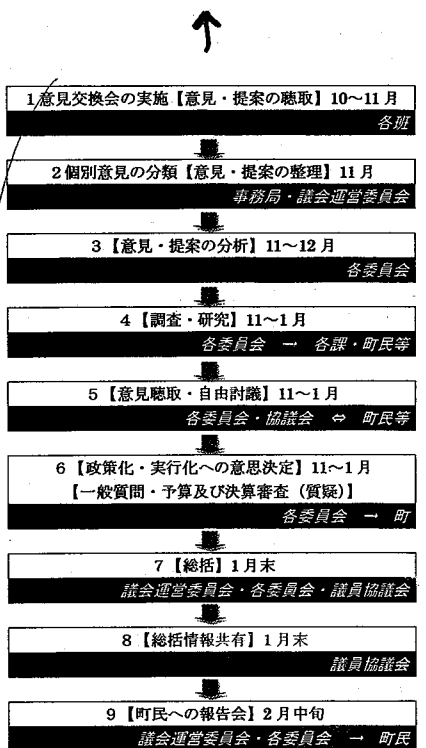 1意見交換会の実施【意見・提案の聴取】10～11月
各班
2個別意見の分類【意見・提案の整理】11月
事務局・議会運営委員会
3【意見・提案の分析】11～12月
各委員会
4【調査・研究】11～1月
各委員会 → 各課・町民等
5【意見聴取・自由討議】11～1月
各委員会・協議会 ⇔ 町民等
6【政策化・実行化への意思決定】11～1月
【一般質問・予算及び決算審査（質疑）】
各委員会 → 町
7【総括】1月末
議会運営委員会・各委員会・議員協議会
8【総括情報共有】1月末
議員協議会
9【町民への報告会】2月中旬
議会運営委員会・各委員会 → 町民